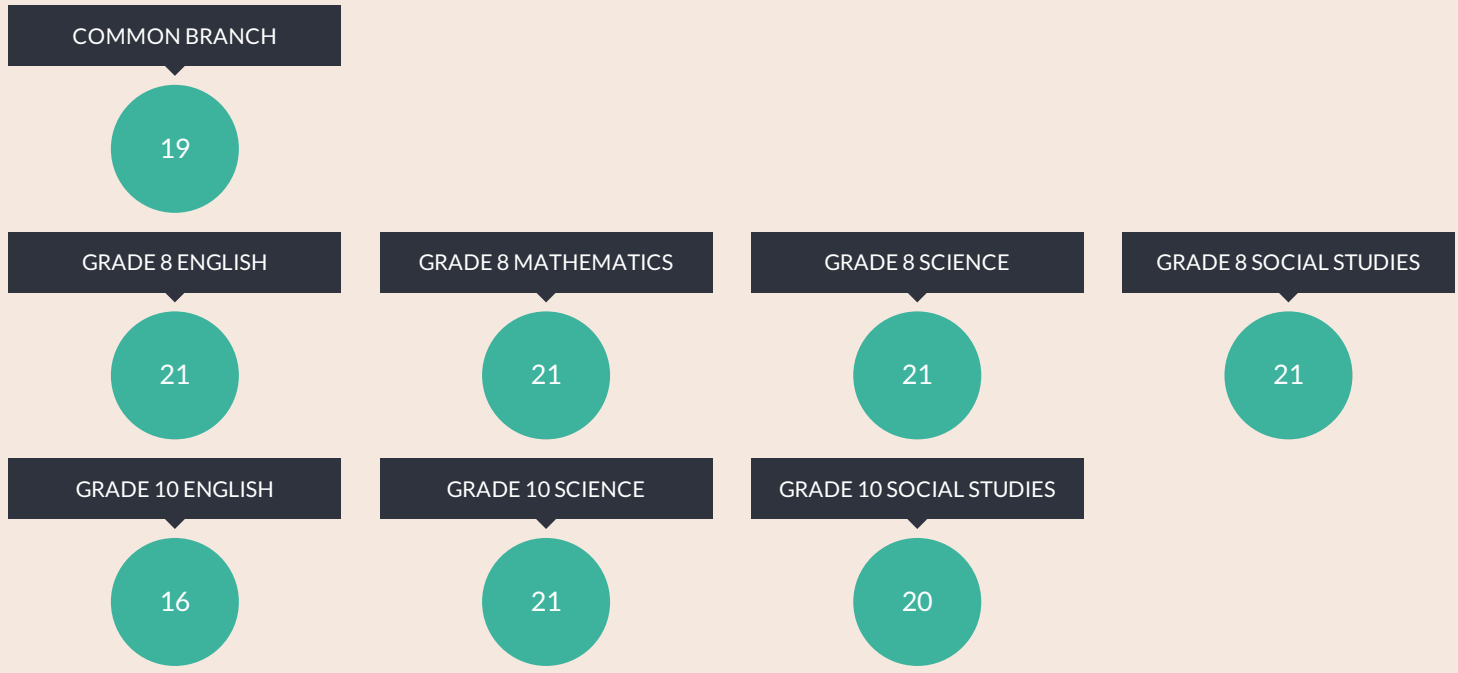 COMMON BRANCH
19
GRADE 8 ENGLISH
GRADE 8 MATHEMATICS
GRADE 8 SCIENCE
GRADE 8 SOCIAL STUDIES
21
21
21
21
GRADE 10 ENGLISH
GRADE 10 SCIENCE
GRADE 10 SOCIAL STUDIES
16
21
20